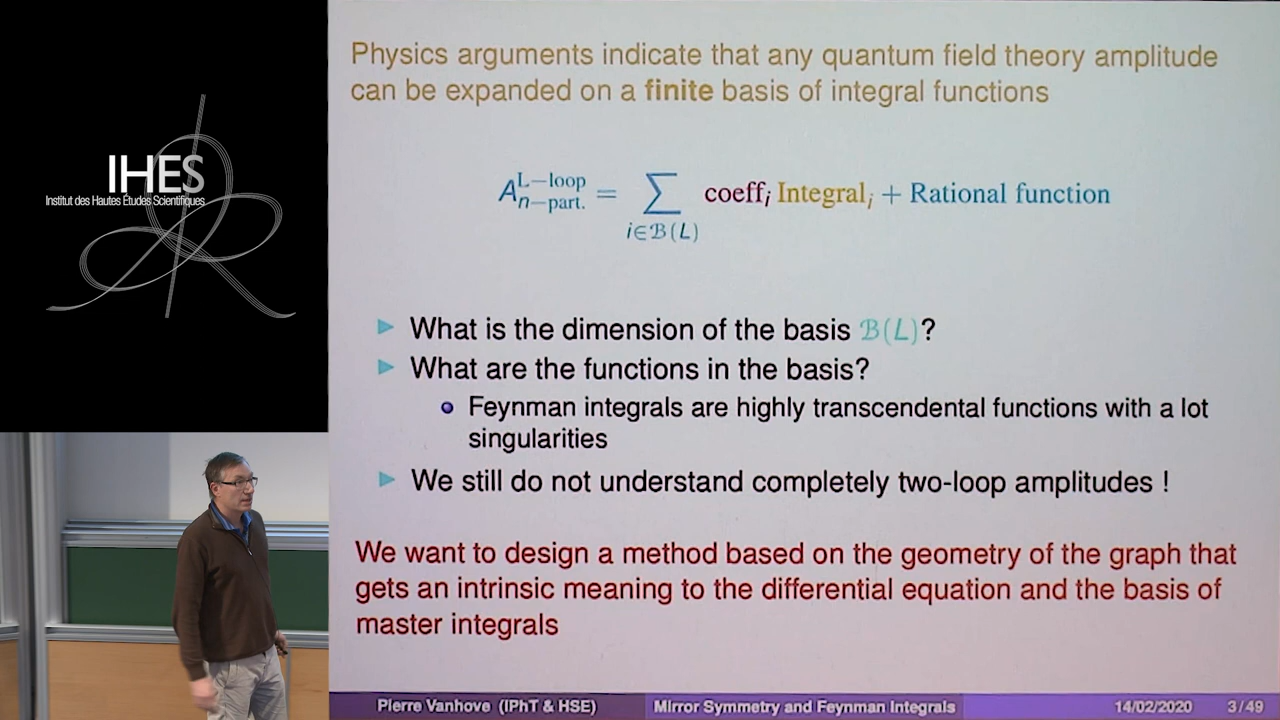 IHES
Institut des Hautes Études Scientifiques
Physics arguments indicate that any quantum field theory amplitude
can be expanded on a finite basis of integral functions
A^{L−loop}_{n−part.} = ∑_{i∈ℬ(L)} coeff_i Integral_i + Rational function
What is the dimension of the basis ℬ(L)?
What are the functions in the basis?
Feynman integrals are highly transcendental functions with a lot
singularities
We still do not understand completely two-loop amplitudes !
We want to design a method based on the geometry of the graph that
gets an intrinsic meaning to the differential equation and the basis of
master integrals
Pierre Vanhove (IPhT & HSE) Mirror Symmetry and Feynman Integrals 14/02/2020 3/49